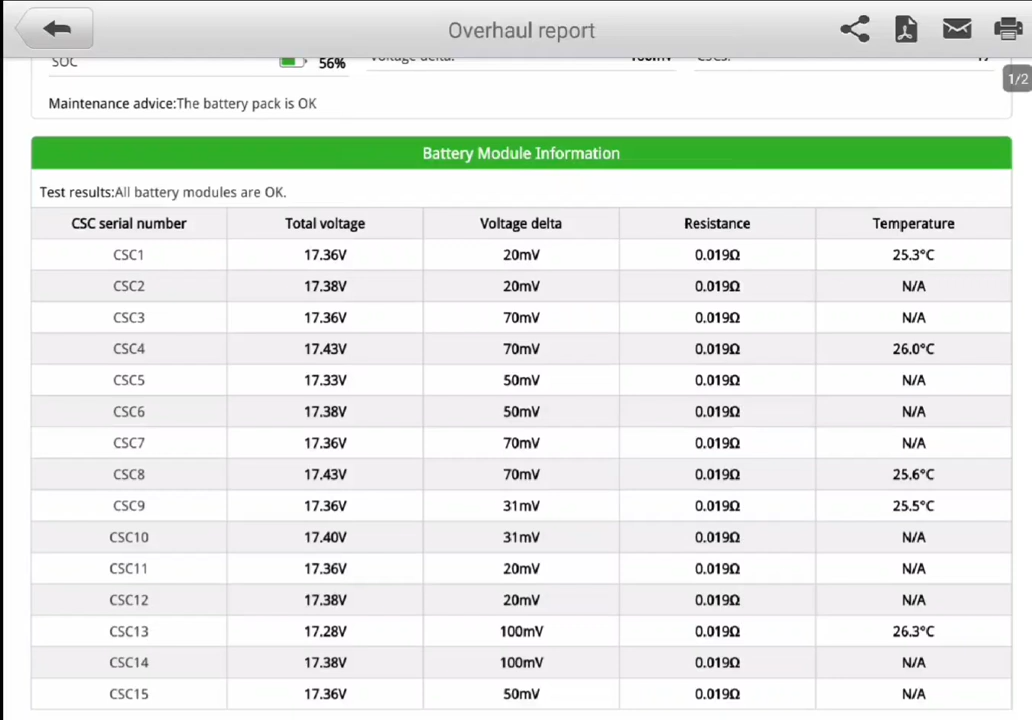 Overhaul report
SOC 56% Voltage delta: 100mV CSCs: 17
1/2
Maintenance advice:The battery pack is OK
Battery Module Information
Test results:All battery modules are OK.
CSC serial number Total voltage Voltage delta Resistance Temperature
CSC1 17.36V 20mV 0.019Ω 25.3°C
CSC2 17.38V 20mV 0.019Ω N/A
CSC3 17.36V 70mV 0.019Ω N/A
CSC4 17.43V 70mV 0.019Ω 26.0°C
CSC5 17.33V 50mV 0.019Ω N/A
CSC6 17.38V 50mV 0.019Ω N/A
CSC7 17.36V 70mV 0.019Ω N/A
CSC8 17.43V 70mV 0.019Ω 25.6°C
CSC9 17.36V 31mV 0.019Ω 25.5°C
CSC10 17.40V 31mV 0.019Ω N/A
CSC11 17.36V 20mV 0.019Ω N/A
CSC12 17.38V 20mV 0.019Ω N/A
CSC13 17.28V 100mV 0.019Ω 26.3°C
CSC14 17.38V 100mV 0.019Ω N/A
CSC15 17.36V 50mV 0.019Ω N/A